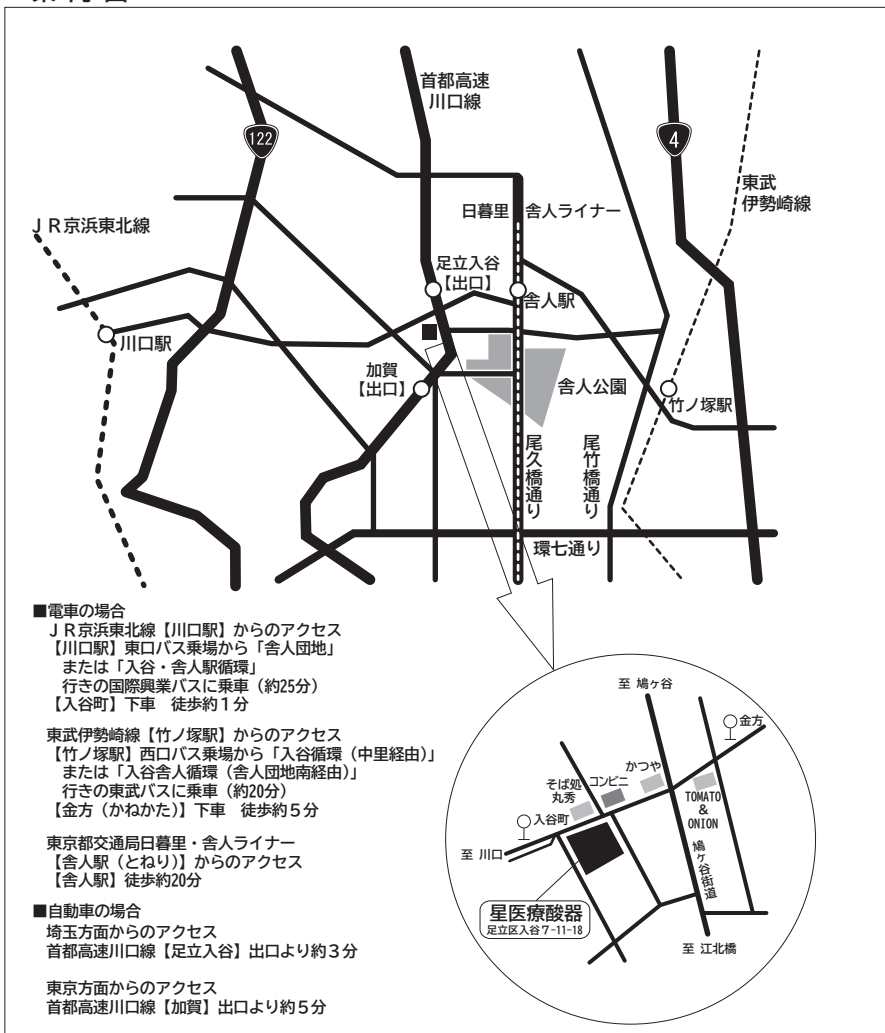 首都高速
川口線
122
4
東武
伊勢崎線
日暮里 舎人ライナー
ＪＲ京浜東北線
足立入谷
【出口】
舎人駅
川口駅
加賀
【出口】
舎人公園
竹ノ塚駅
尾久橋通り
尾竹橋通り
環七通り
■電車の場合
ＪＲ京浜東北線【川口駅】からのアクセス
【川口駅】東口バス乗場から「舎人団地」
または「入谷・舎人駅循環」
行きの国際興業バスに乗車（約25分）
【入谷町】下車　徒歩約１分
東武伊勢崎線【竹ノ塚駅】からのアクセス
【竹ノ塚駅】西口バス乗場から「入谷循環（中里経由）」
または「入谷舎人循環（舎人団地南経由）」
行きの東武バスに乗車（約20分）
【金方（かねかた）】下車　徒歩約５分
東京都交通局日暮里・舎人ライナー
【舎人駅（とねり）】からのアクセス
【舎人駅】徒歩約20分
■自動車の場合
埼玉方面からのアクセス
首都高速川口線【足立入谷】出口より約３分
東京方面からのアクセス
首都高速川口線【加賀】出口より約５分
至 鳩ヶ谷
金方
かつや
コンビニ
そば処
丸秀
TOMATO
&
ONION
入谷町
至 川口
鳩ヶ谷街道
星医療酸器
足立区入谷7-11-18
至 江北橋